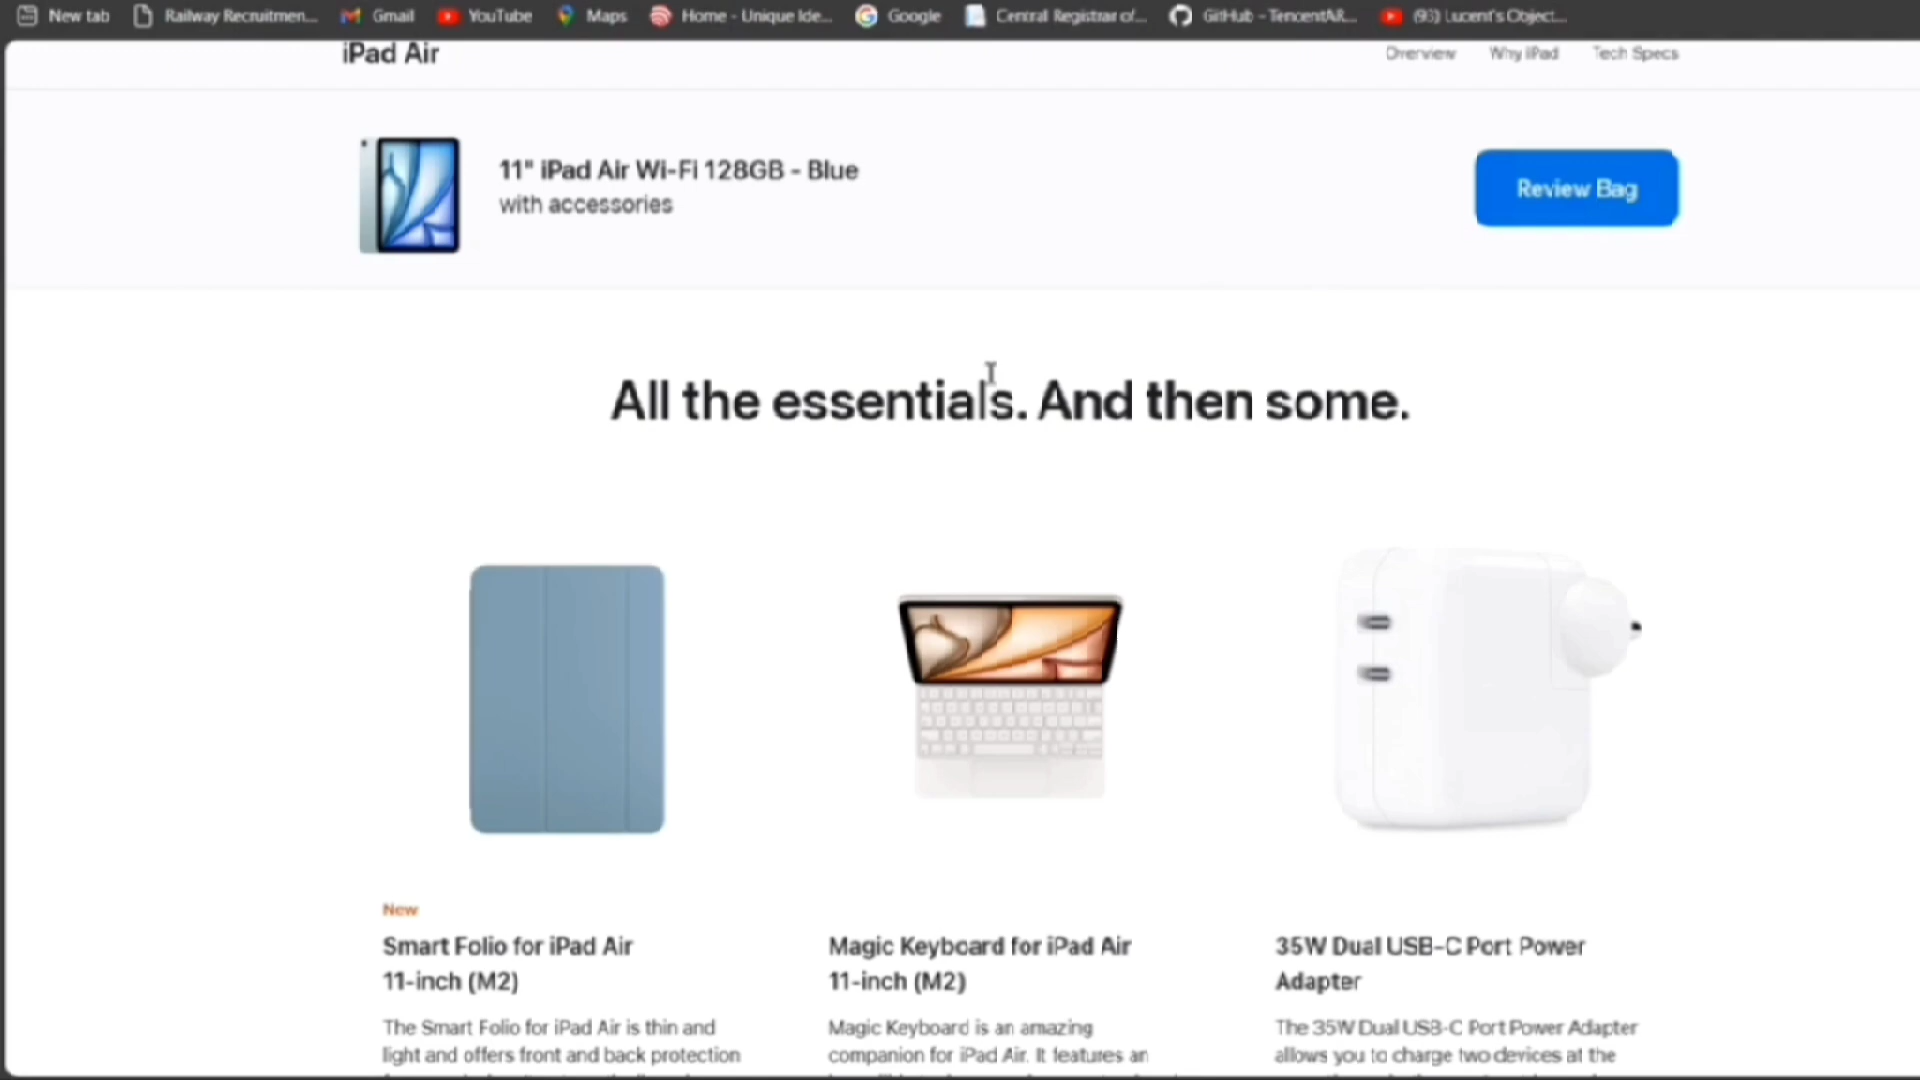 New tab
Railway Recruitmen...
Gmail
YouTube
Maps
Home - Unique Ide...
Google
Central Registrar of...
GitHub - TencentAR...
(93) Lucent's Object...
iPad Air
Overview
Why iPad
Tech Specs
11" iPad Air Wi-Fi 128GB - Blue
with accessories
Review Bag
All the essentials. And then some.
New
Smart Folio for iPad Air
11-inch (M2)
The Smart Folio for iPad Air is thin and
light and offers front and back protection
Magic Keyboard for iPad Air
11-inch (M2)
Magic Keyboard is an amazing
companion for iPad Air. It features an
35W Dual USB-C Port Power
Adapter
The 35W Dual USB-C Port Power Adapter
allows you to charge two devices at the